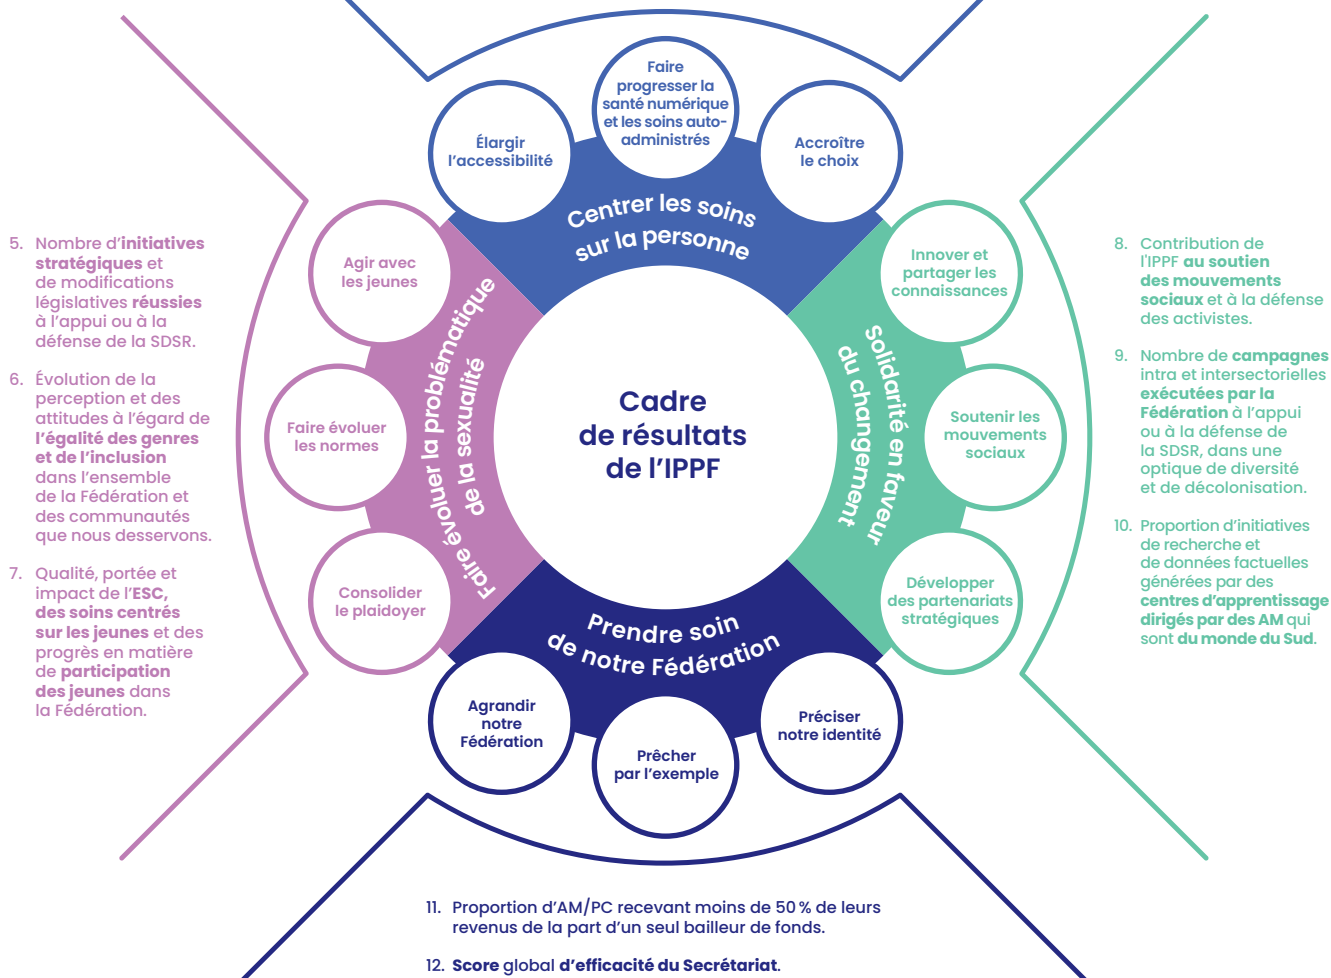 Faire
progresser la
santé numérique
et les soins auto-
administrés
Élargir
l'accessibilité
Accroître
le choix
Centrer les soins
sur la personne
Agir avec
les jeunes
Faire évoluer
les normes
Consolider
le plaidoyer
Faire évoluer la problématique
de la sexualité
5. Nombre d'initiatives
stratégiques et
de modifications
législatives réussies
à l'appui ou à la
défense de la SDSR.
6. Évolution de la
perception et des
attitudes à l'égard de
l'égalité des genres
et de l'inclusion
dans l'ensemble
de la Fédération et
des communautés
que nous desservons.
7. Qualité, portée et
impact de l'ESC,
des soins centrés
sur les jeunes et des
progrès en matière
de participation
des jeunes dans
la Fédération.
Cadre
de résultats
de l'IPPF
Innover et
partager les
connaissances
Soutenir les
mouvements
sociaux
Développer
des partenariats
stratégiques
Solidarité en faveur
du changement
8. Contribution de
l'IPPF au soutien
des mouvements
sociaux et à la défense
des activistes.
9. Nombre de campagnes
intra et intersectorielles
exécutées par la
Fédération à l'appui
ou à la défense de
la SDSR, dans une
optique de diversité
et de décolonisation.
10. Proportion d'initiatives
de recherche et
de données factuelles
générées par des
centres d'apprentissage
dirigés par des AM qui
sont du monde du Sud.
Prendre soin
de notre Fédération
Agrandir
notre
Fédération
Prêcher
par l'exemple
Préciser
notre identité
11. Proportion d'AM/PC recevant moins de 50 % de leurs
revenus de la part d'un seul bailleur de fonds.
12. Score global d'efficacité du Secrétariat.